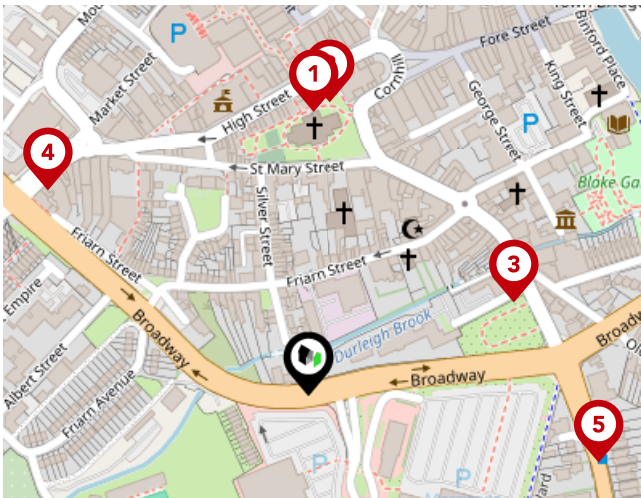 Market Street
P
Fore Street
Binford Place
1
Cornhill
High Street
King Street
George Street
P
4
St Mary Street
Blake Ga
Silver Street
Friarn Street
Friarn Street
3
Empire
Broadway
Durleigh Brook
Broadway
Broadw
Albert Street
Friarn Avenue
Broadway
5
P
P
ard